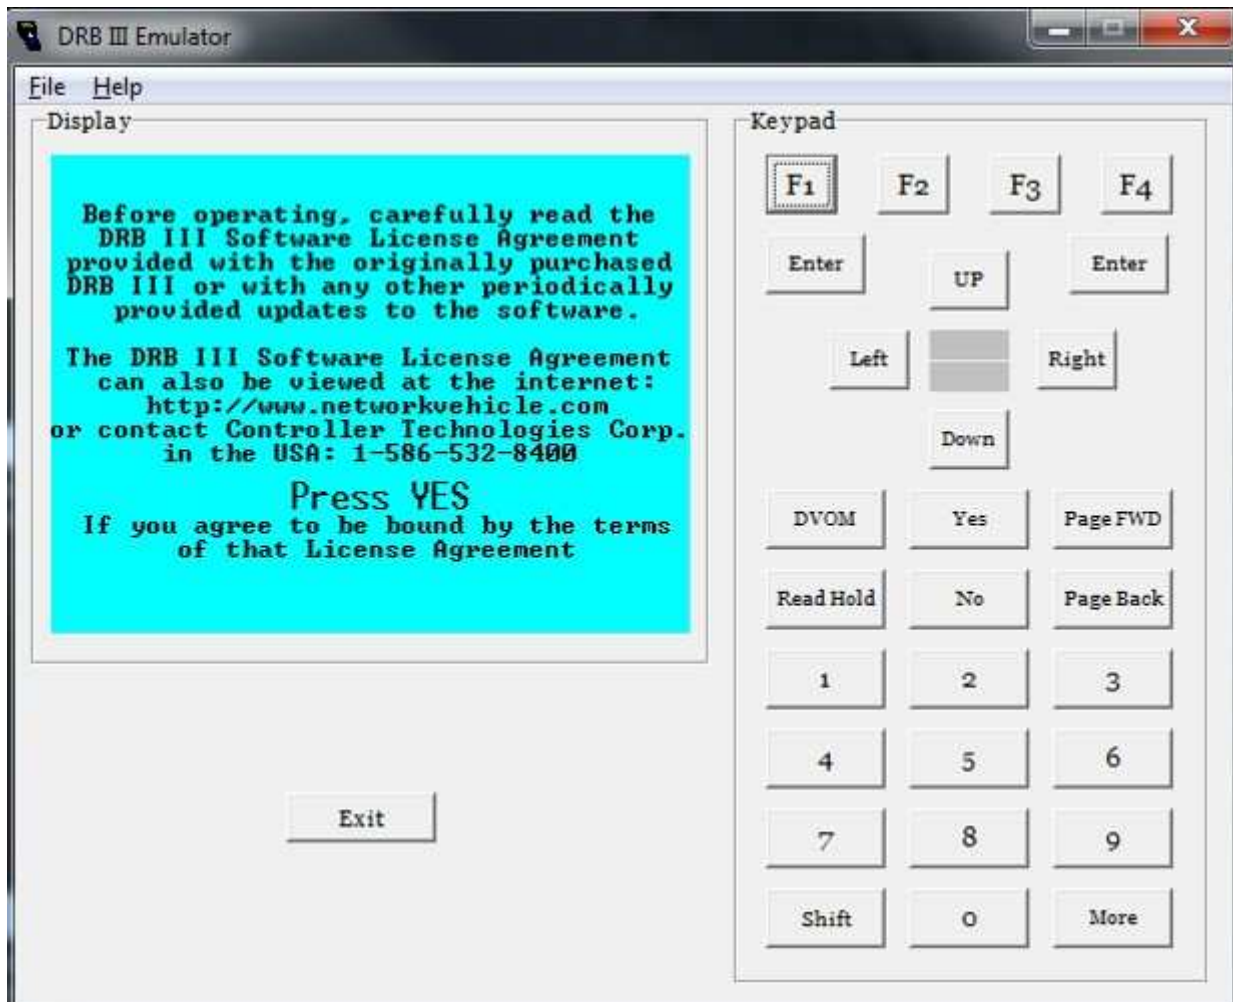 DRB III Emulator
File Help
Display
Before operating, carefully read the
DRB III Software License Agreement
provided with the originally purchased
DRB III or with any other periodically
provided updates to the software.
The DRB III Software License Agreement
can also be viewed at the internet:
http://www.networkvehicle.com
or contact Controller Technologies Corp.
in the USA: 1-586-532-8400
Press YES
If you agree to be bound by the terms
of that License Agreement
Exit
Keypad
F1 F2 F3 F4
Enter UP Enter
Left Right
Down
DVOM Yes Page FWD
Read Hold No Page Back
1 2 3
4 5 6
7 8 9
Shift 0 More